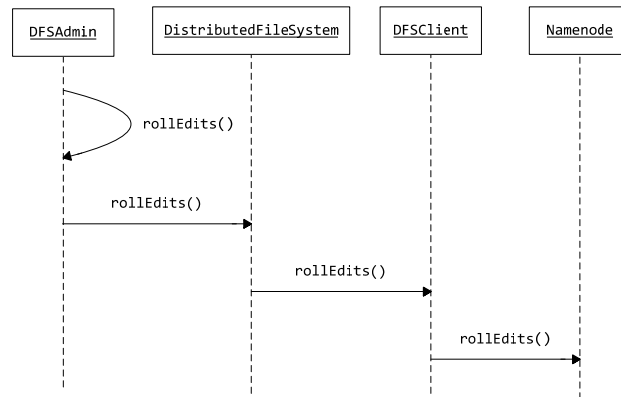 DFSAdmin
DistributedFileSystem
DFSClient
Namenode
rollEdits()
rollEdits()
rollEdits()
rollEdits()